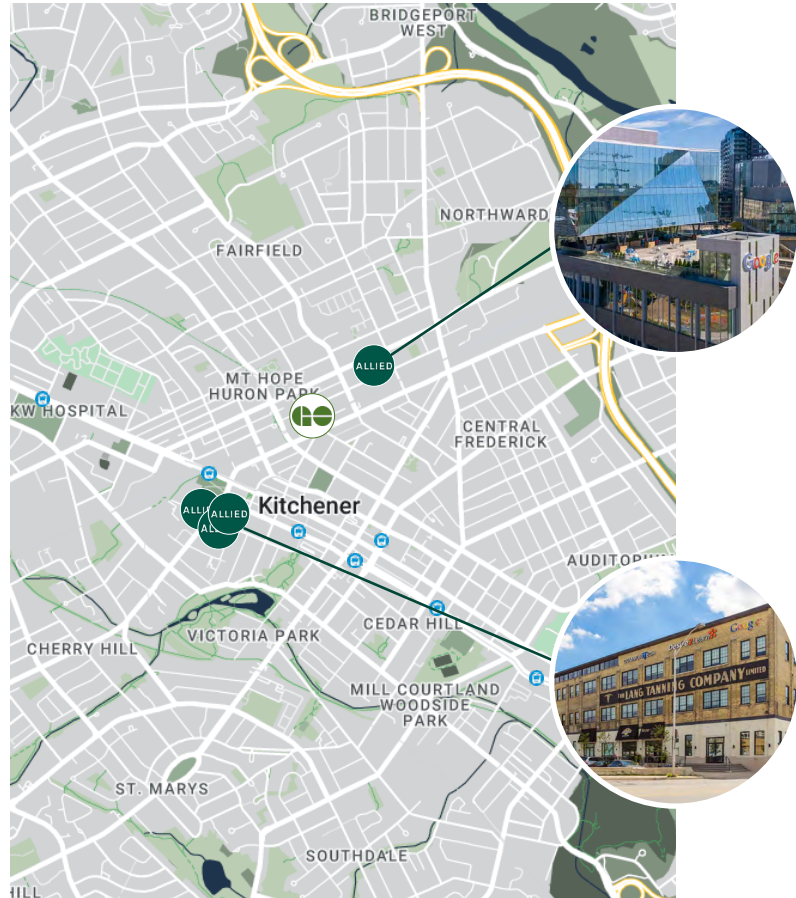 BRIDGEPORT
WEST
NORTHWARD
Google
FAIRFIELD
ALLIED
MT HOPE
HURON PARK
GO
KW HOSPITAL
CENTRAL
FREDERICK
Kitchener
ALLI
ALLIED
AL
AUDITORIU
CEDAR HILL
VICTORIA PARK
CHERRY HILL
Google
THE LANG TANNING COMPANY LIMITED
MILL COURTLAND
WOODSIDE
PARK
ST. MARYS
SOUTHDALE
HILL